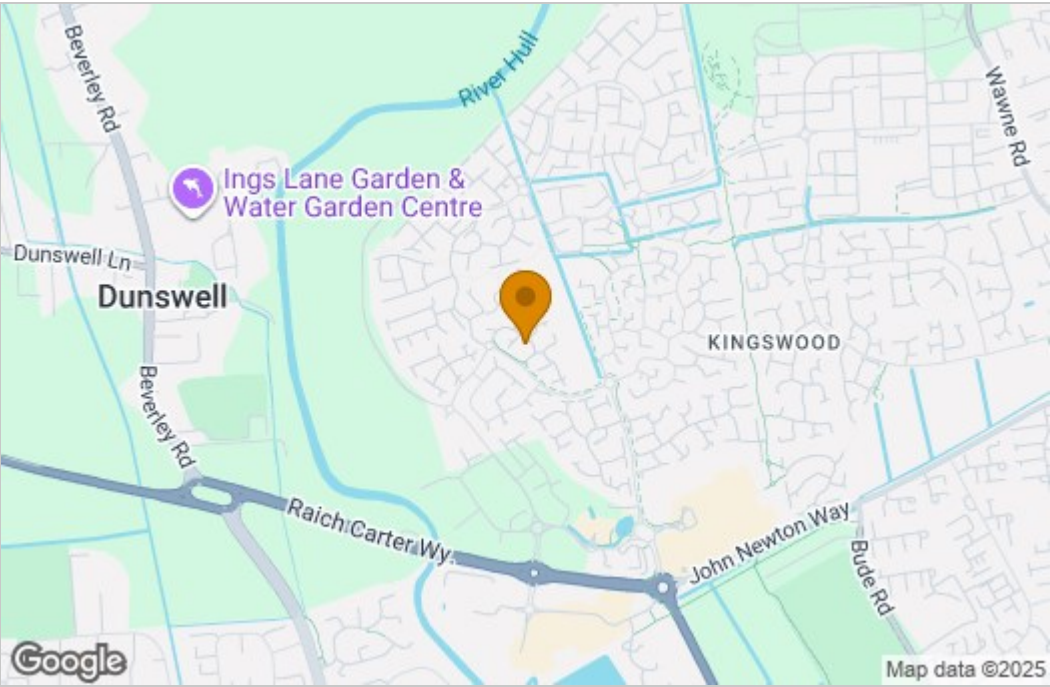 Beverley Rd
River Hull
Wawne Rd
Ings Lane Garden &
Water Garden Centre
Dunswell Ln
Dunswell
KINGSWOOD
Beverley Rd
Raich Carter Wy.
John Newton Way
Bude Rd
Google
Map data ©2025